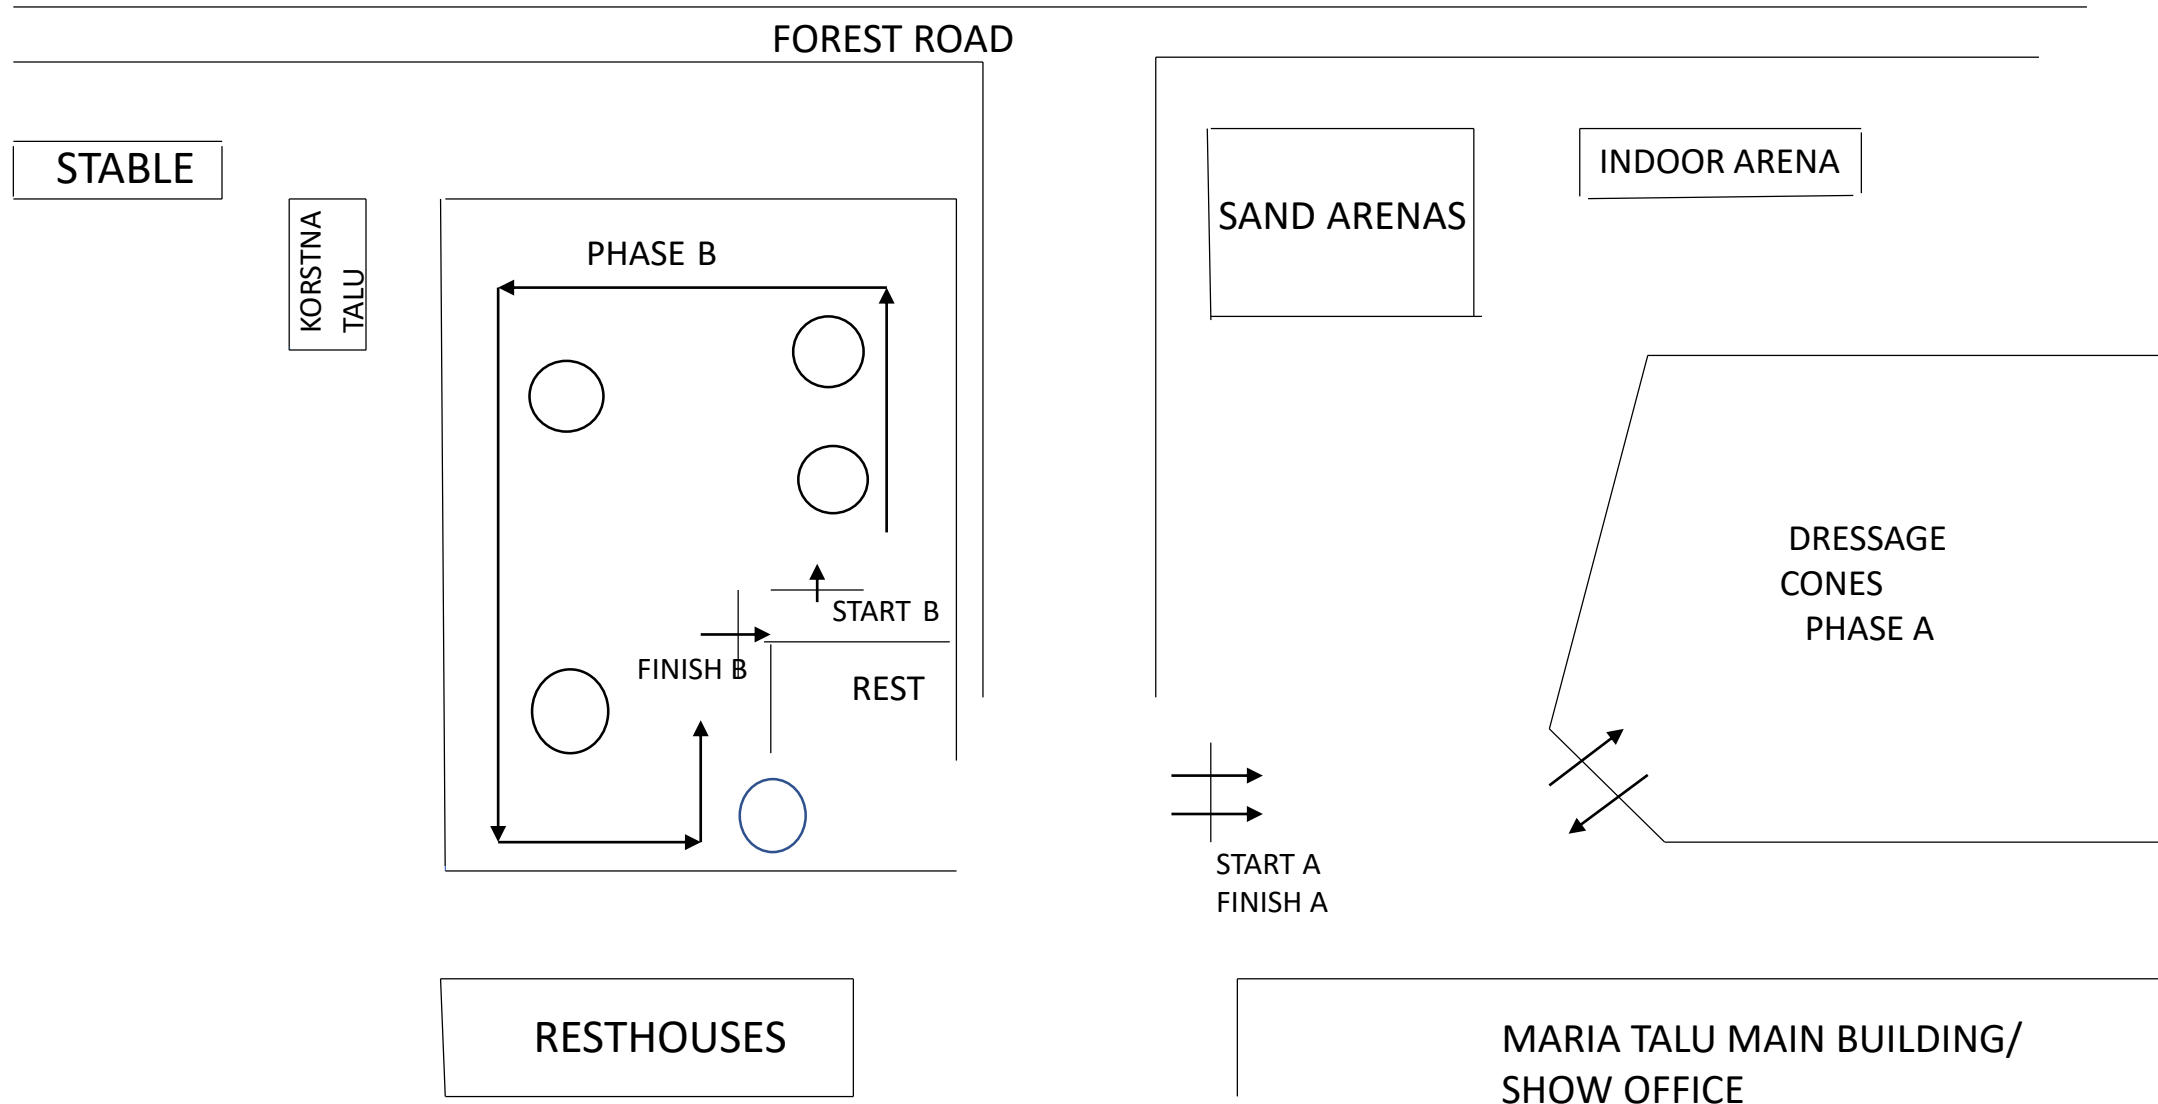 FOREST ROAD
STABLE
KORSTNA
TALU
PHASE B
SAND ARENAS
INDOOR ARENA
START B
FINISH B
REST
DRESSAGE
CONES
PHASE A
START A
FINISH A
RESTHOUSES
MARIA TALU MAIN BUILDING/
SHOW OFFICE